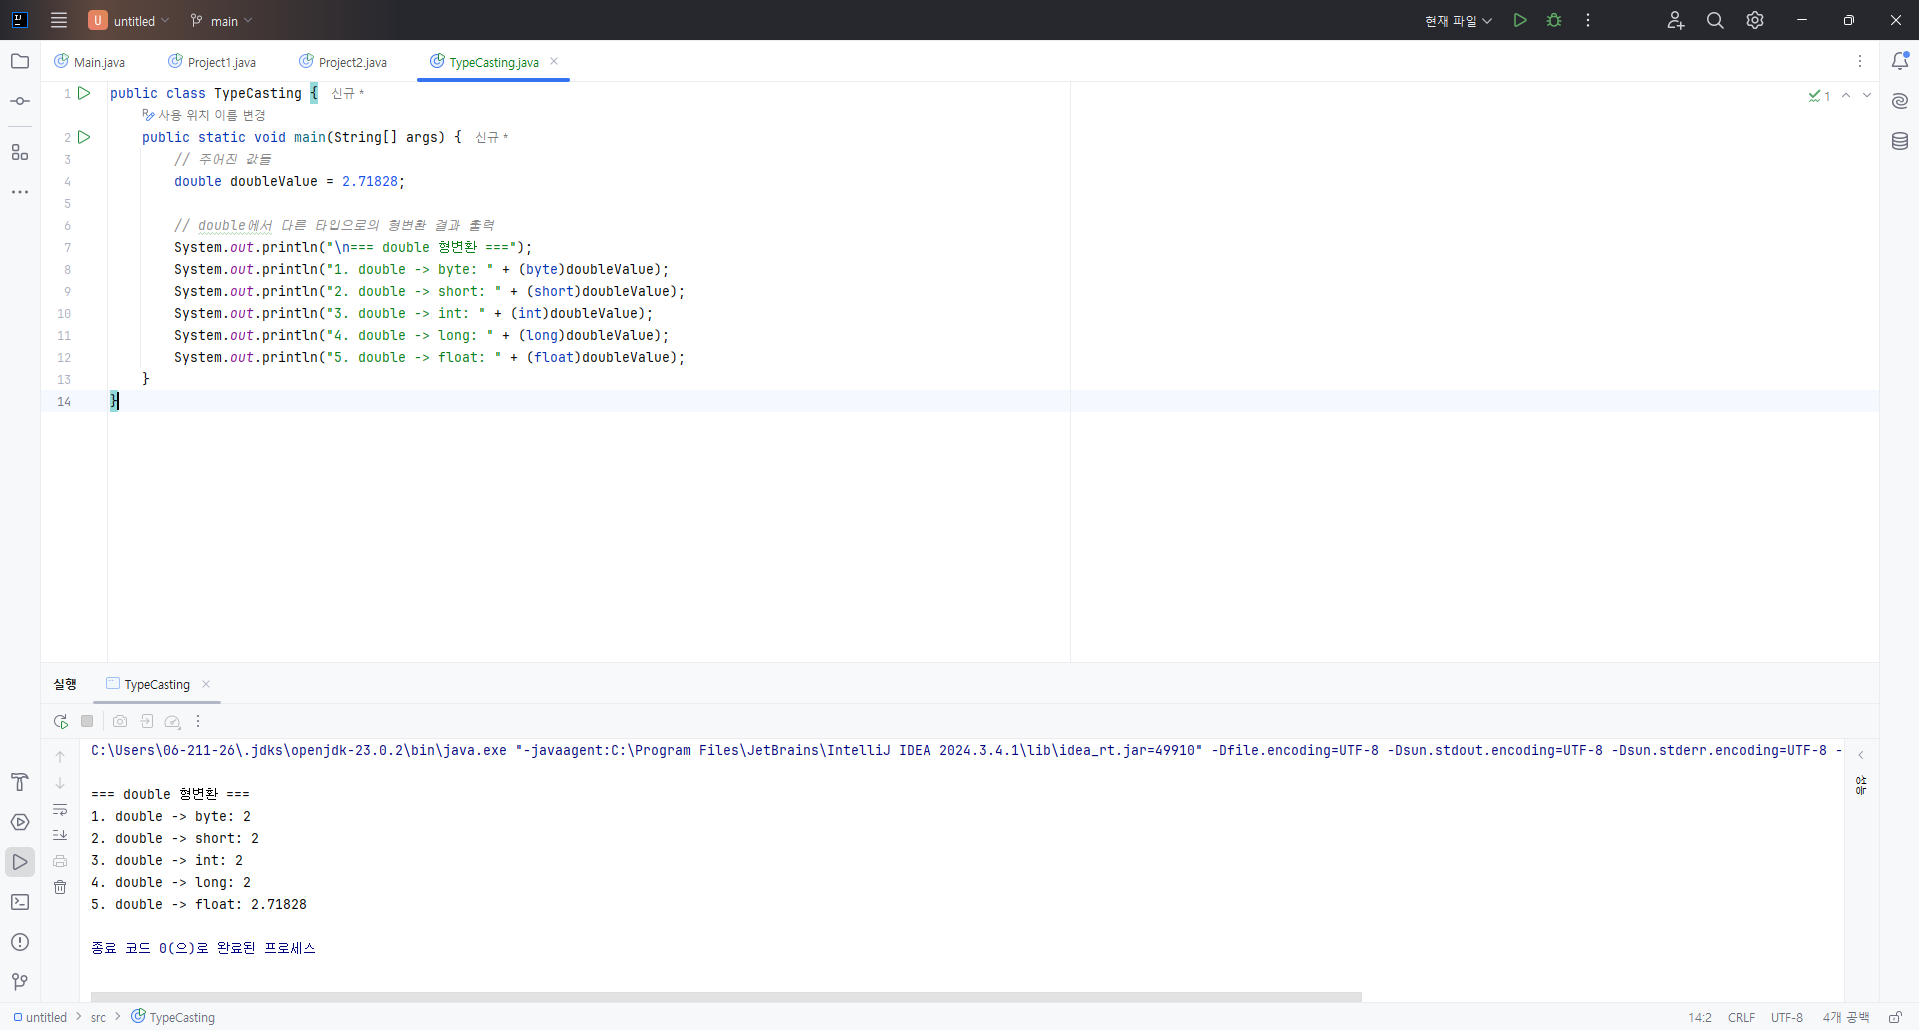 U untitled main 현재 파일
Main.java Project1.java Project2.java TypeCasting.java
1 public class TypeCasting { 신규 *
사용 위치 이름 변경
2 public static void main(String[] args) { 신규 *
3 // 주어진 값들
4 double doubleValue = 2.71828;
5
6 // double에서 다른 타입으로의 형변환 결과 출력
7 System.out.println("\n=== double 형변환 ===");
8 System.out.println("1. double -> byte: " + (byte)doubleValue);
9 System.out.println("2. double -> short: " + (short)doubleValue);
10 System.out.println("3. double -> int: " + (int)doubleValue);
11 System.out.println("4. double -> long: " + (long)doubleValue);
12 System.out.println("5. double -> float: " + (float)doubleValue);
13 }
14 }
1
실행 TypeCasting
C:\Users\06-211-26\.jdks\openjdk-23.0.2\bin\java.exe "-javaagent:C:\Program Files\JetBrains\IntelliJ IDEA 2024.3.4.1\lib\idea_rt.jar=49910" -Dfile.encoding=UTF-8 -Dsun.stdout.encoding=UTF-8 -Dsun.stderr.encoding=UTF-8 -
=== double 형변환 ===
1. double -> byte: 2
2. double -> short: 2
3. double -> int: 2
4. double -> long: 2
5. double -> float: 2.71828
종료 코드 0(으)로 완료된 프로세스
untitled > src > TypeCasting 14:2 CRLF UTF-8 4개 공백